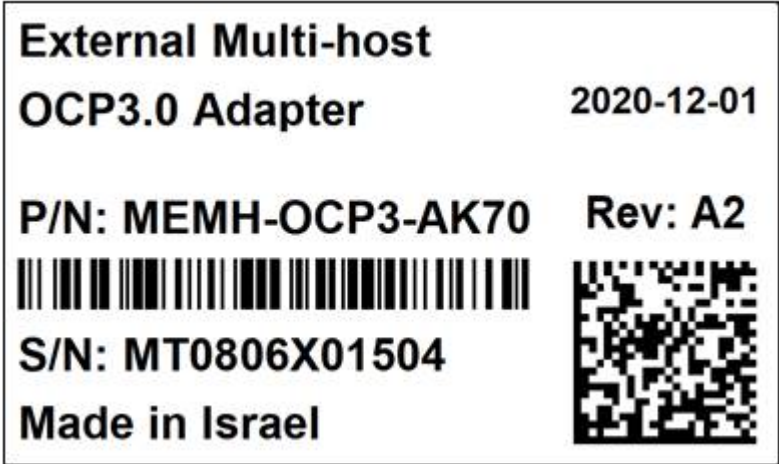 External Multi-host
OCP3.0 Adapter
2020-12-01
P/N: MEMH-OCP3-AK70
Rev: A2
S/N: MT0806X01504
Made in Israel